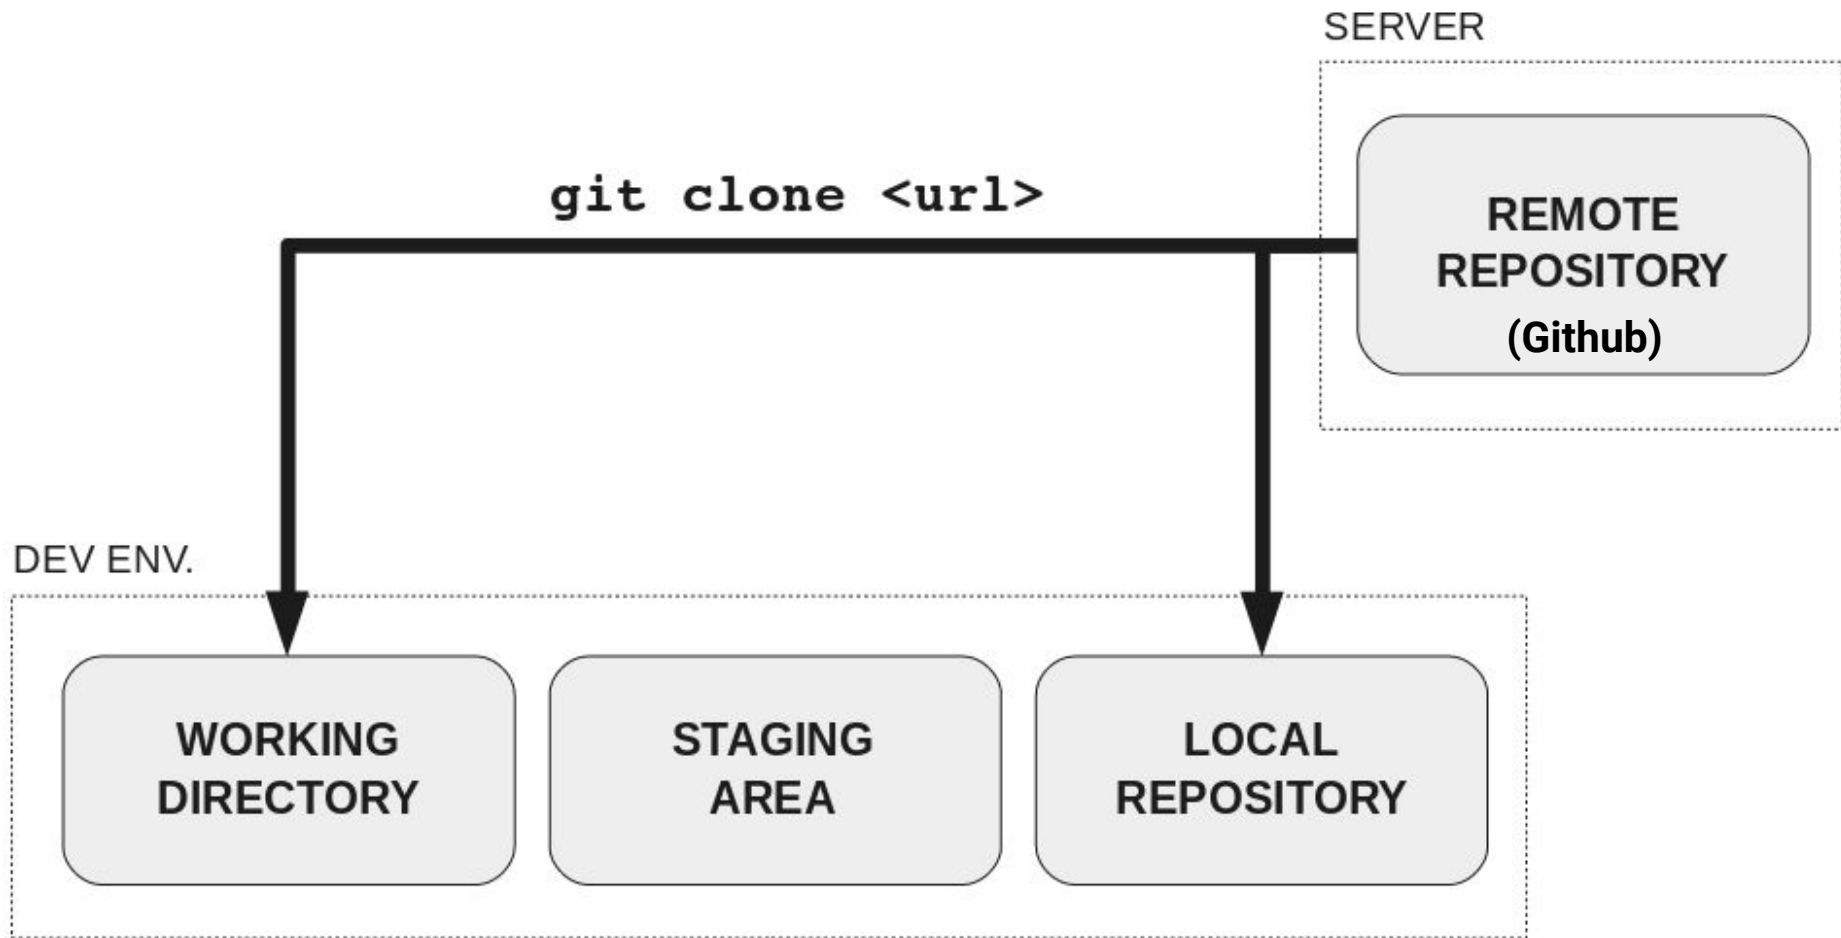 SERVER
git clone <url>
REMOTE
REPOSITORY
(Github)
DEV ENV.
WORKING
DIRECTORY
STAGING
AREA
LOCAL
REPOSITORY